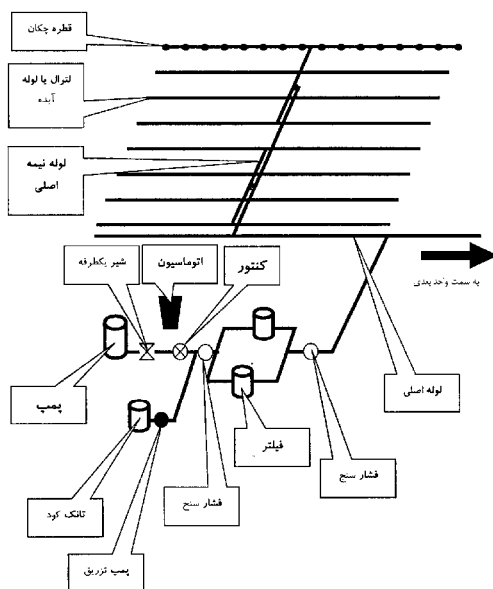 قطره چکان
لترال یا لوله
آبده
لوله نیمه
اصلی
شیر یکطرفه
اتوماسیون
کنتور
به سمت واحد بعدی
پمپ
لوله اصلی
فیلتر
فشار سنج
فشار سنج
تانک کود
پمپ تزریق